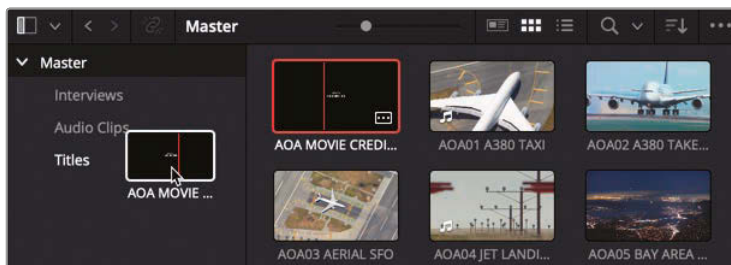 Master
Master
Interviews
Audio Clips
Titles
AOA MOVIE ...
AOA MOVIE CREDI...
AOA01 A380 TAXI
AOA02 A380 TAKE...
AOA03 AERIAL SFO
AOA04 JET LANDI...
AOA05 BAY AREA ...